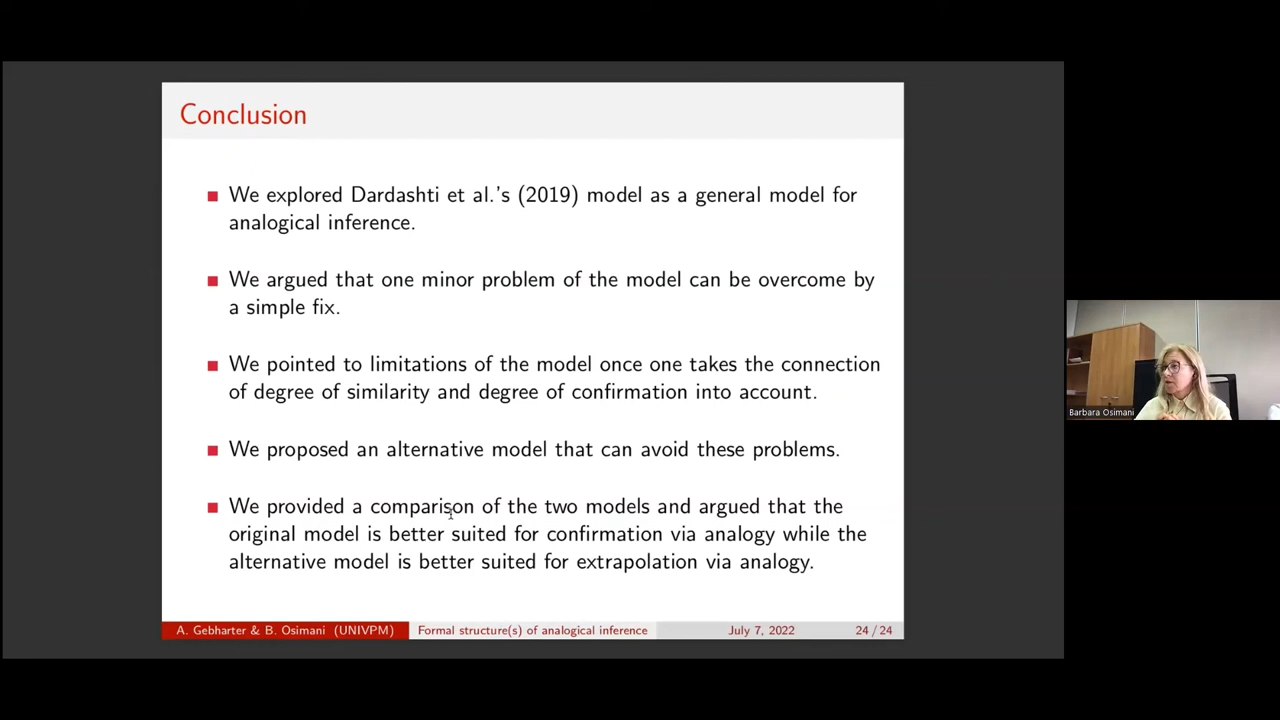 Conclusion
We explored Dardashti et al.'s (2019) model as a general model for
analogical inference.
We argued that one minor problem of the model can be overcome by
a simple fix.
We pointed to limitations of the model once one takes the connection
of degree of similarity and degree of confirmation into account.
We proposed an alternative model that can avoid these problems.
We provided a comparison of the two models and argued that the
original model is better suited for confirmation via analogy while the
alternative model is better suited for extrapolation via analogy.
A. Gebharter & B. Osimani (UNIVPM) Formal structure(s) of analogical inference July 7, 2022 24 / 24
Barbara Osimani